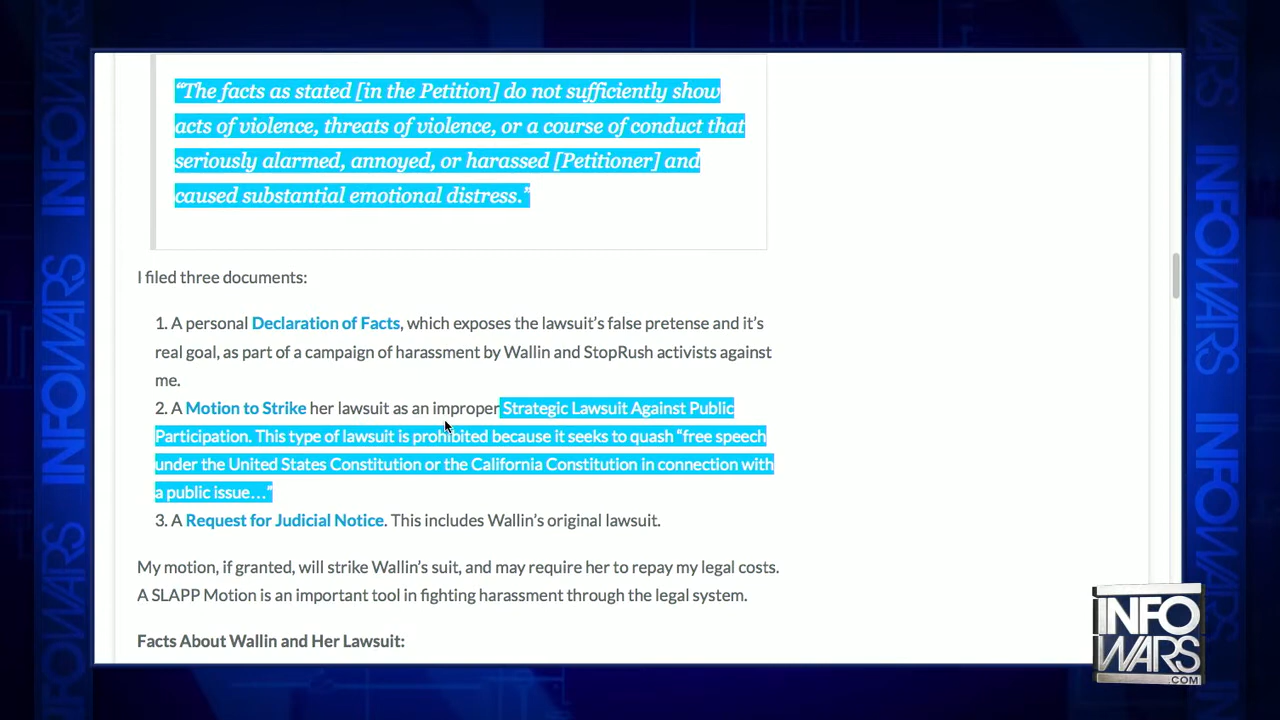 “The facts as stated [in the Petition] do not sufficiently show
acts of violence, threats of violence, or a course of conduct that
seriously alarmed, annoyed, or harassed [Petitioner] and
caused substantial emotional distress.”
I filed three documents:
1. A personal Declaration of Facts, which exposes the lawsuit’s false pretense and it’s
real goal, as part of a campaign of harassment by Wallin and StopRush activists against
me.
2. A Motion to Strike her lawsuit as an improper Strategic Lawsuit Against Public
Participation. This type of lawsuit is prohibited because it seeks to quash “free speech
under the United States Constitution or the California Constitution in connection with
a public issue…”
3. A Request for Judicial Notice. This includes Wallin’s original lawsuit.
My motion, if granted, will strike Wallin’s suit, and may require her to repay my legal costs.
A SLAPP Motion is an important tool in fighting harassment through the legal system.
Facts About Wallin and Her Lawsuit:
INFOWARS
INFOWARS
INFOWARS
INFOWARS
INFO
WARS
.COM